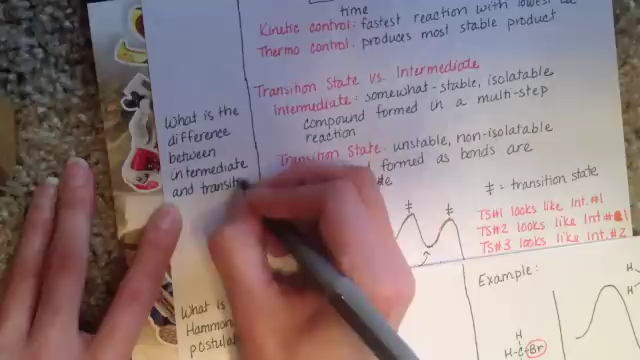 time
Kinetic control: fastest reaction with lowest
Thermo control: produces most stable product
Transition State vs. Intermediate
Intermediate: somewhat-stable, isolatable
compound formed in a multi-step
reaction
Transition State: unstable, non-isolatable
formed as bonds are
What is the
difference
between
intermediate
and transit
‡ = transition state
‡
‡
TS#1 looks like Int. #1
TS#2 looks like Int #1
TS#3 looks like Int. #2
What is
Hammon
postula
Example:
H
H
H
H-C-Br